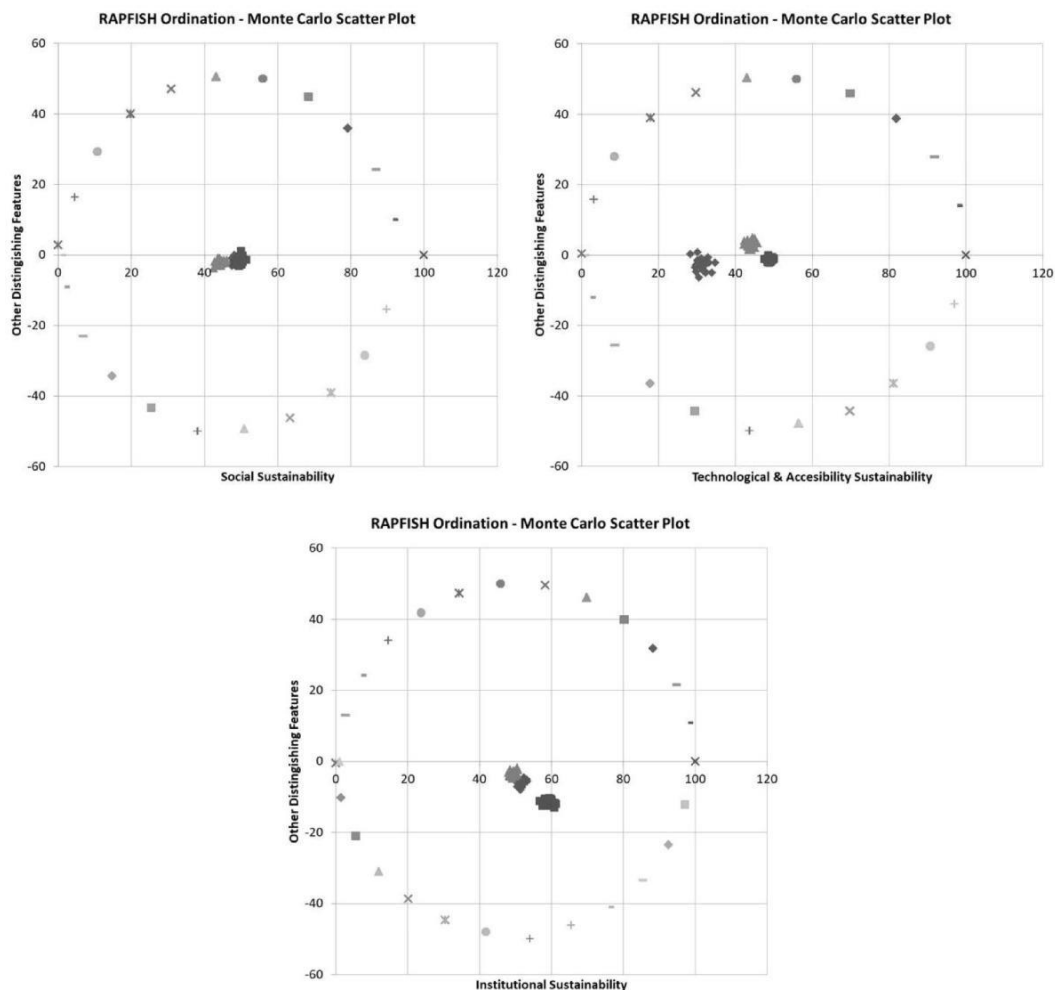 RAPFISH Ordination - Monte Carlo Scatter Plot
60
40
20
0
-20
-40
-60
0 20 40 60 80 100 120
Other Distingishing Features
Social Sustainability
RAPFISH Ordination - Monte Carlo Scatter Plot
60
40
20
0
-20
-40
-60
0 20 40 60 80 100 120
Other Distingishing Features
Technological & Accesibility Sustainability
RAPFISH Ordination - Monte Carlo Scatter Plot
60
40
20
0
-20
-40
-60
0 20 40 60 80 100 120
Other Distingishing Features
Institutional Sustainability